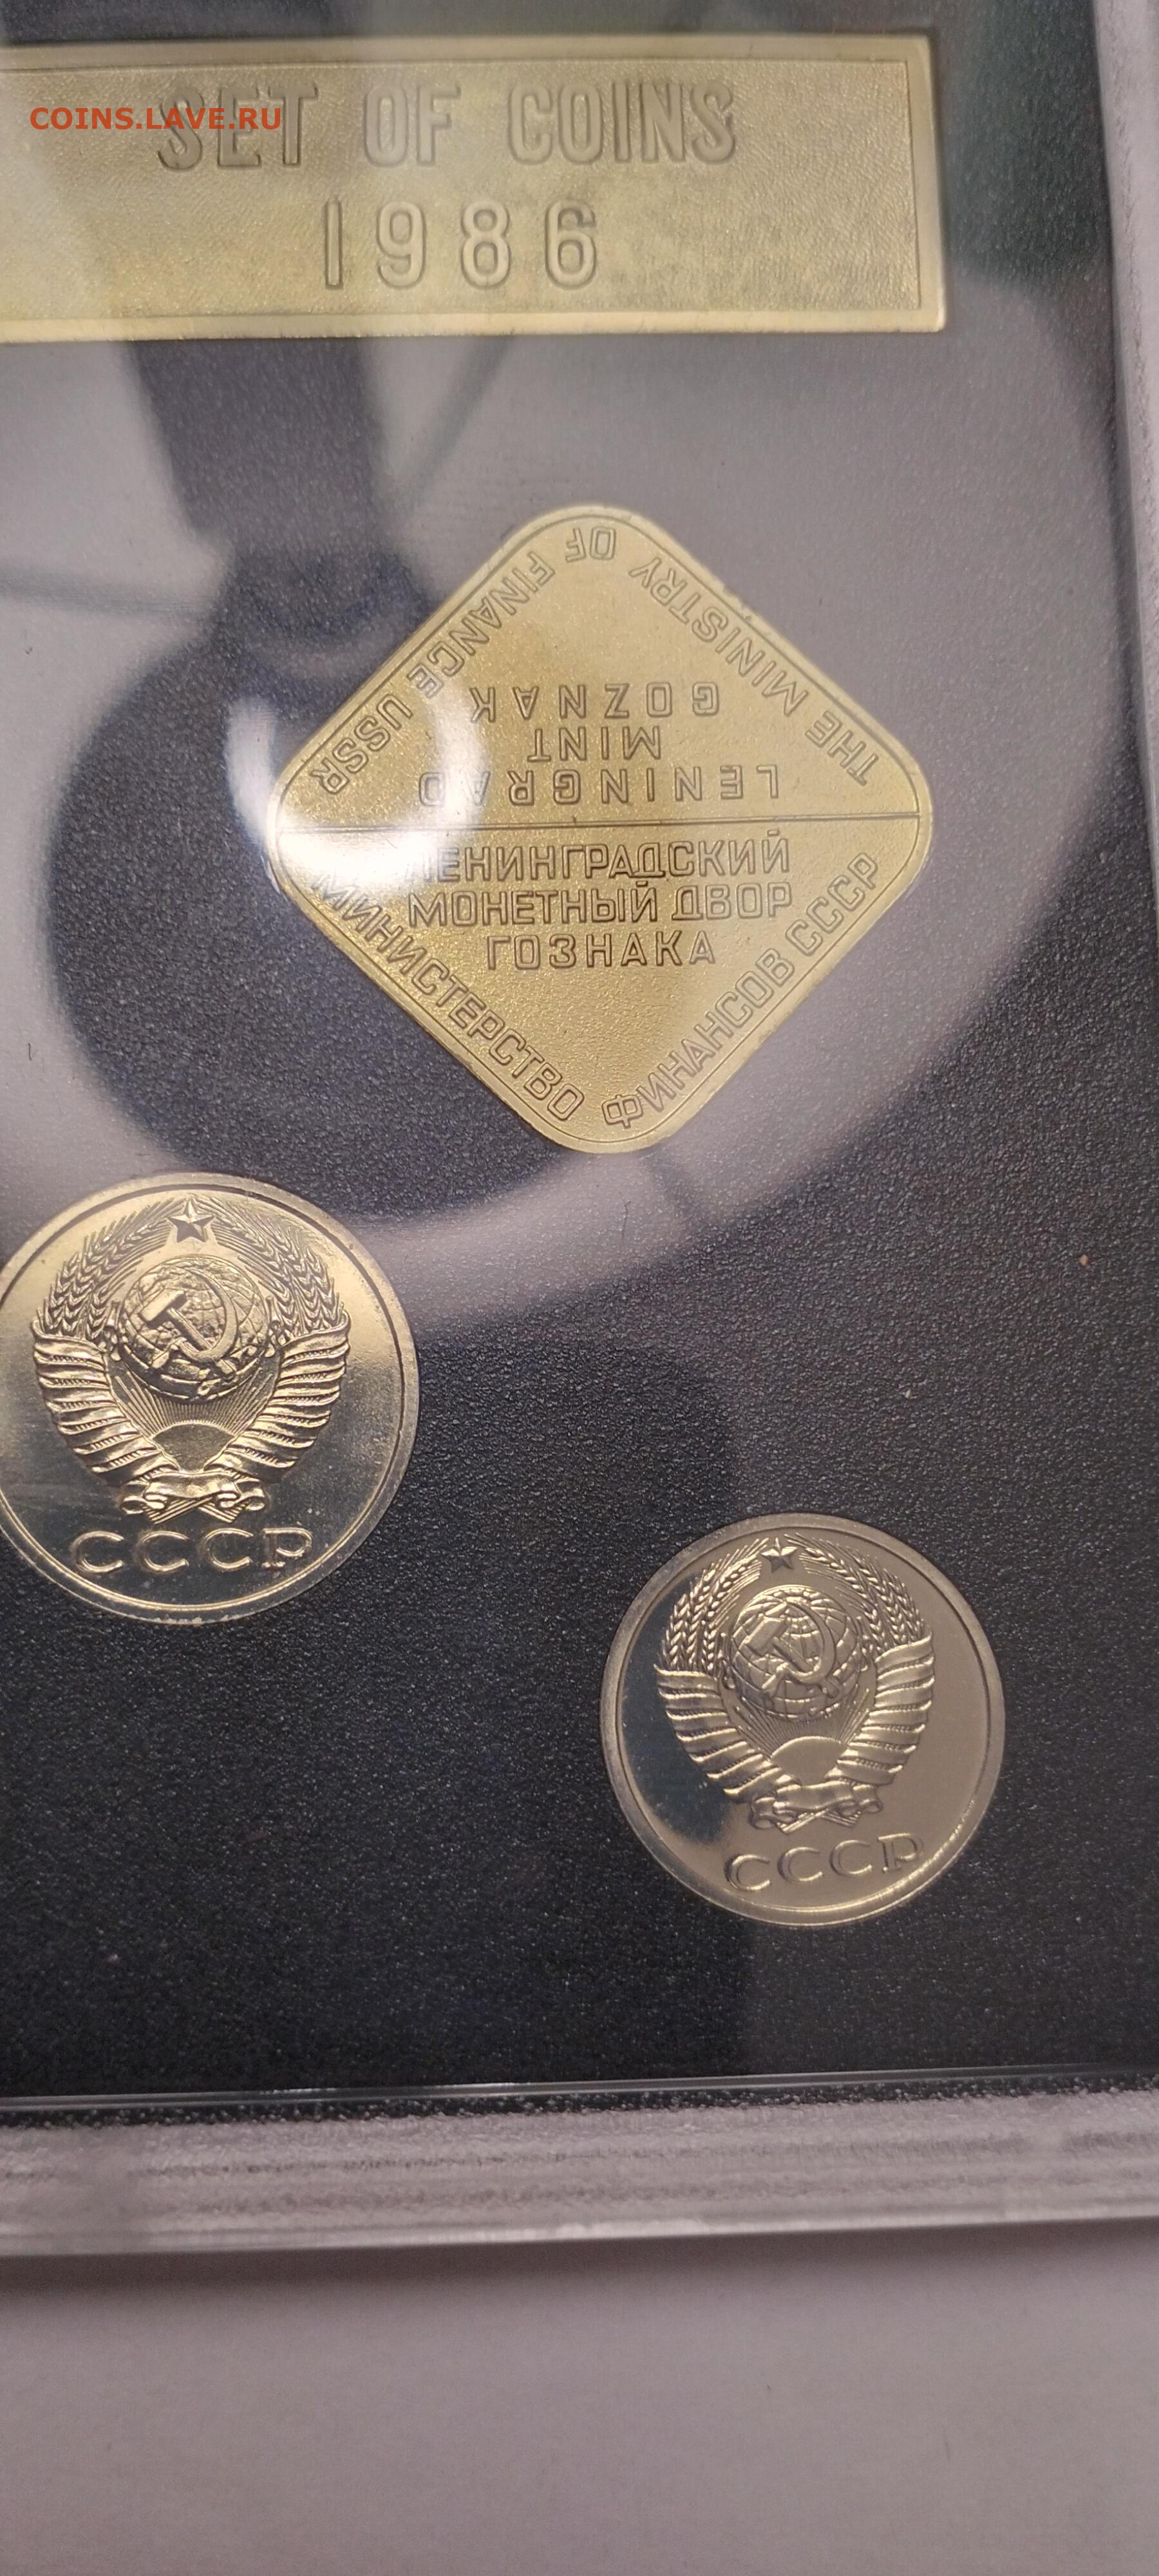 COINS.LAVE.RU
SET OF COINS
1986
THE MINISTRY OF FINANCE USSR
LENINGRAD
MINT
GOZNAK
ЛЕНИНГРАДСКИЙ
МОНЕТНЫЙ ДВОР
ГОЗНАКА
МИНИСТЕРСТВО ФИНАНСОВ СССР
СССР
СССР